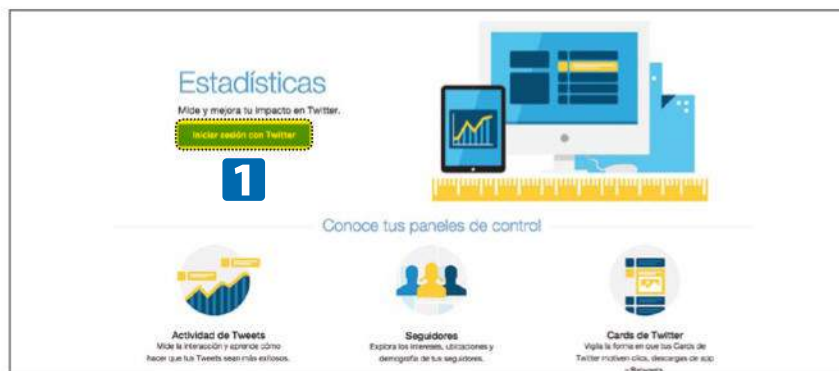 Estadísticas
Mide y mejora tu impacto en Twitter.
Iniciar sesión con Twitter
1
Conoce tus paneles de control
Actividad de Tweets
Mide la interacción y aprende cómo
hacer que tus Tweets sean más exitosos.
Seguidores
Explora los intereses, ubicaciones y
demografía de tus seguidores.
Cards de Twitter
Vigila la forma en que tus Cards de
Twitter motiven clics, descargas de app
y Retweets.